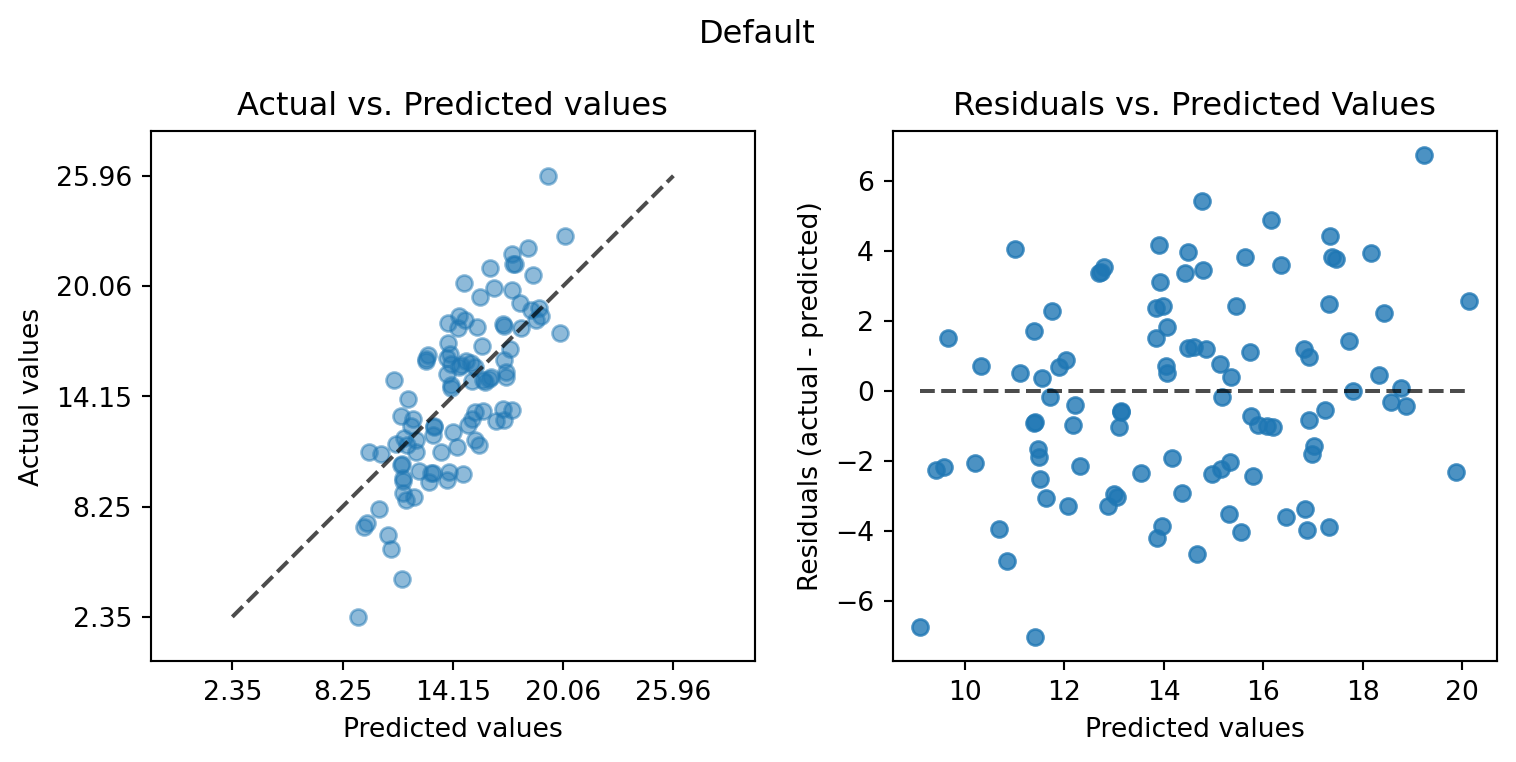 Default
Actual vs. Predicted values
Actual values
25.96
20.06
14.15
8.25
2.35
2.35 8.25 14.15 20.06 25.96
Predicted values
Residuals vs. Predicted Values
Residuals (actual - predicted)
6
4
2
0
−2
−4
−6
10 12 14 16 18 20
Predicted values